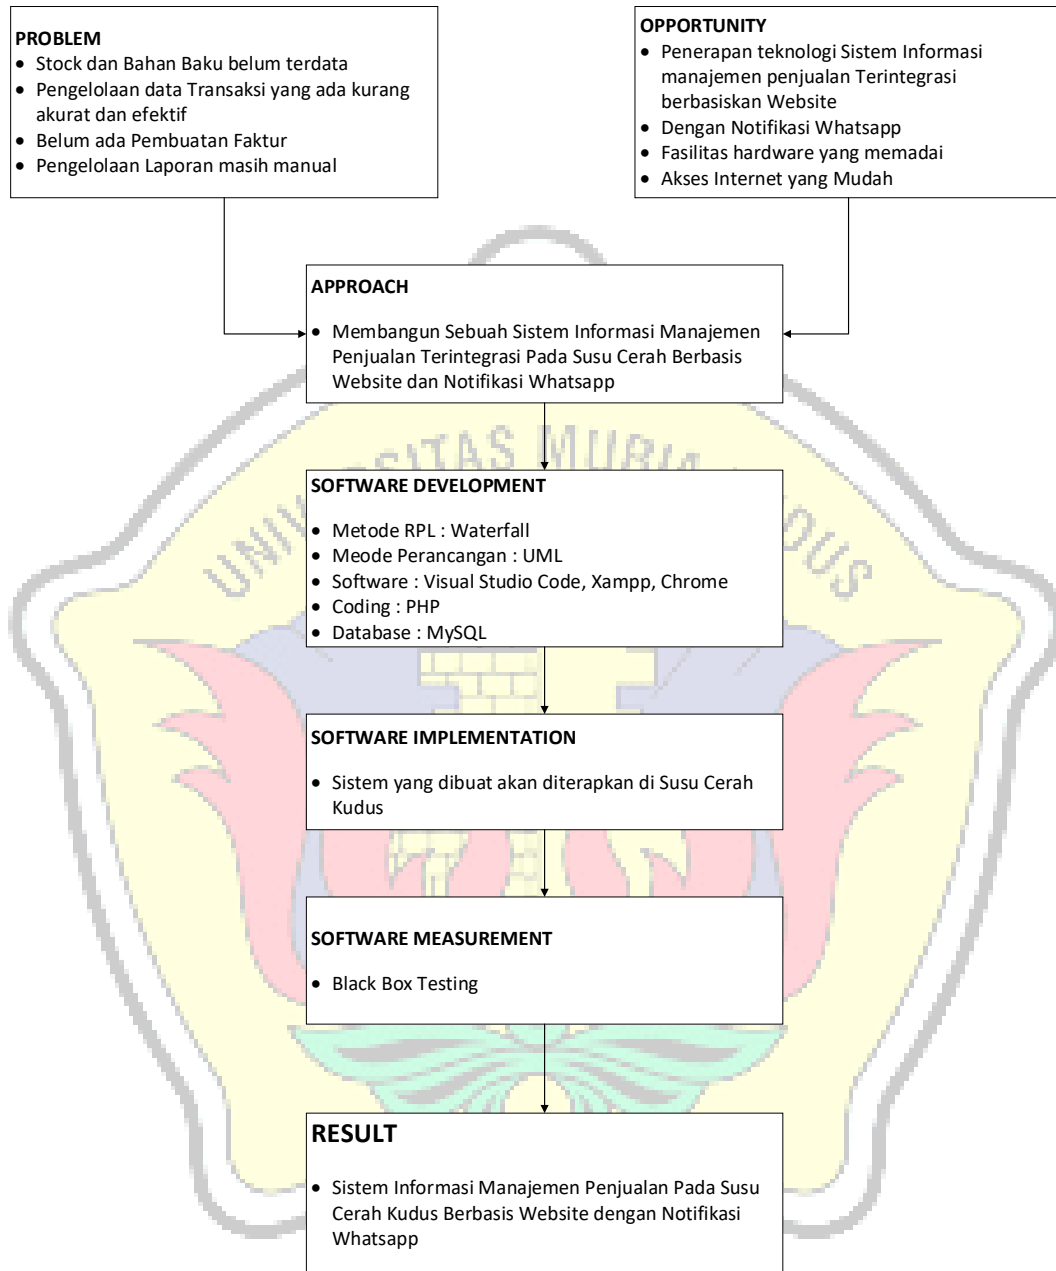 PROBLEM
• Stock dan Bahan Baku belum terdata
• Pengelolaan data Transaksi yang ada kurang
akurat dan efektif
• Belum ada Pembuatan Faktur
• Pengelolaan Laporan masih manual
OPPORTUNITY
• Penerapan teknologi Sistem Informasi
manajemen penjualan Terintegrasi
berbasiskan Website
• Dengan Notifikasi Whatsapp
• Fasilitas hardware yang memadai
• Akses Internet yang Mudah
APPROACH
• Membangun Sebuah Sistem Informasi Manajemen
Penjualan Terintegrasi Pada Susu Cerah Berbasis
Website dan Notifikasi Whatsapp
SOFTWARE DEVELOPMENT
• Metode RPL : Waterfall
• Meode Perancangan : UML
• Software : Visual Studio Code, Xampp, Chrome
• Coding : PHP
• Database : MySQL
SOFTWARE IMPLEMENTATION
• Sistem yang dibuat akan diterapkan di Susu Cerah
Kudus
SOFTWARE MEASUREMENT
• Black Box Testing
RESULT
• Sistem Informasi Manajemen Penjualan Pada Susu
Cerah Kudus Berbasis Website dengan Notifikasi
Whatsapp